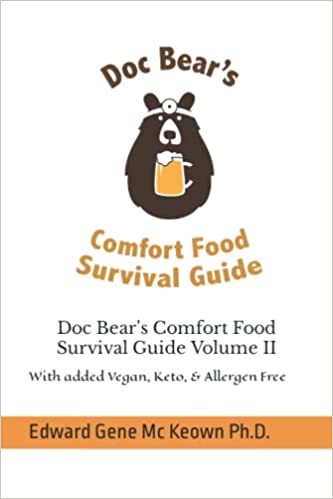 Doc Bear's
Comfort Food
Survival Guide
Doc Bear's Comfort Food
Survival Guide Volume II
With added Vegan, Keto, & Allergen Free
Edward Gene Mc Keown Ph.D.